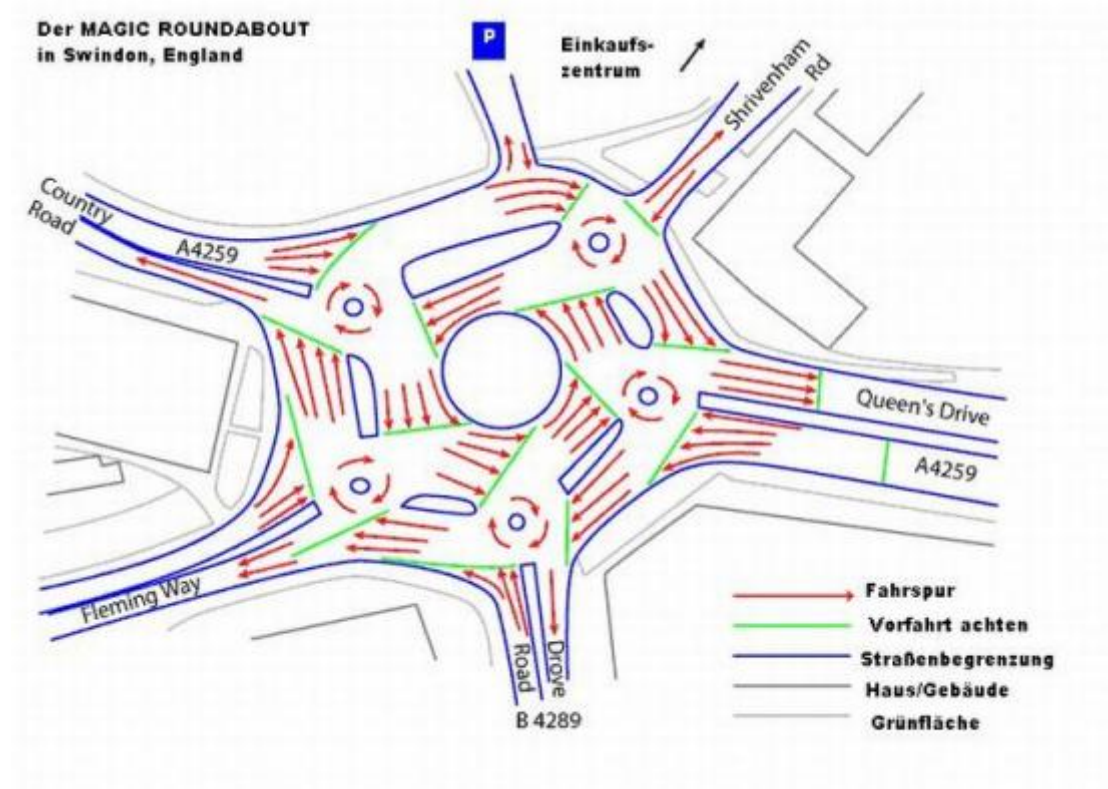 Der MAGIC ROUNDABOUT
in Swindon, England
P
Einkaufs-
zentrum
Shrivenham
Rd
Country
Road
A4259
Queen's Drive
A4259
Fleming Way
Road
Drove
B 4289
Fahrspur
Vorfahrt achten
Straßenbegrenzung
Haus/Gebäude
Grünfläche